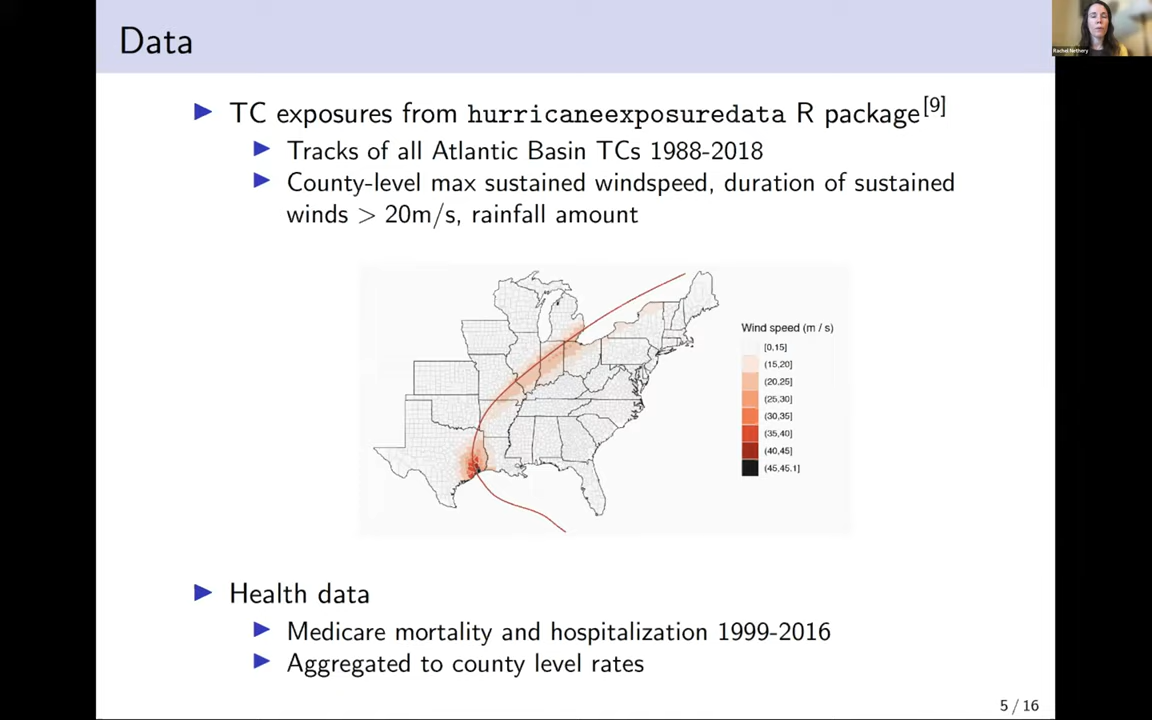 Data
Rachel Nethery
▶ TC exposures from hurricaneexposuredata R package[9]
▶ Tracks of all Atlantic Basin TCs 1988-2018
▶ County-level max sustained windspeed, duration of sustained
winds > 20m/s, rainfall amount
Wind speed (m / s)
[0,15]
(15,20]
(20,25]
(25,30]
(30,35]
(35,40]
(40,45]
(45,45.1]
▶ Health data
▶ Medicare mortality and hospitalization 1999-2016
▶ Aggregated to county level rates
5 / 16